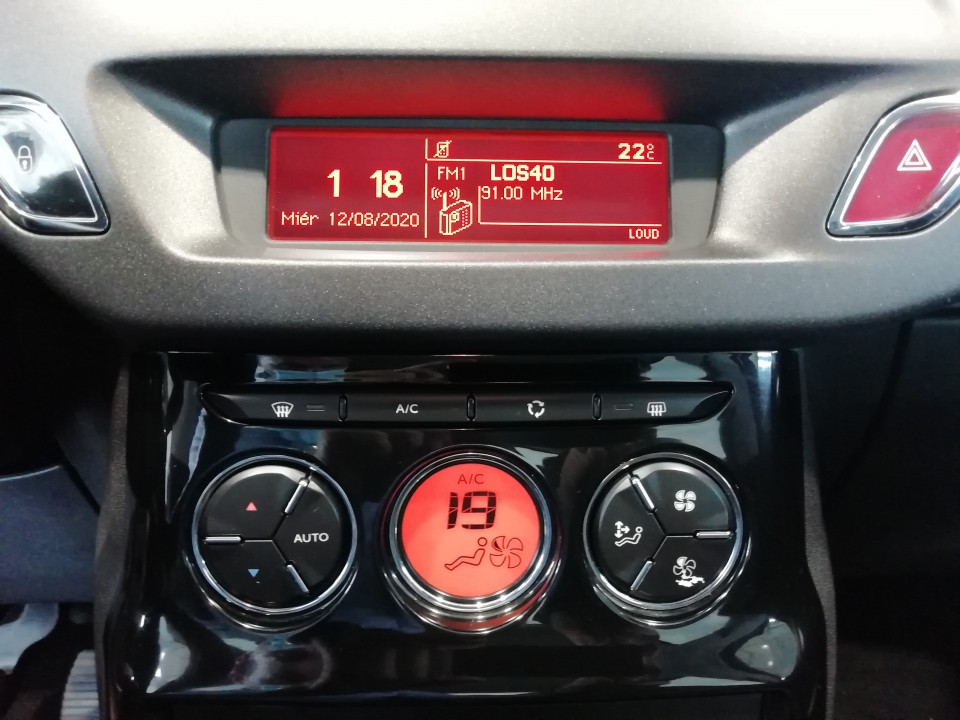 22°C
1 18
FM1 LOS40
91.00 MHz
Miér 12/08/2020
LOUD
A/C
A/C
19
AUTO